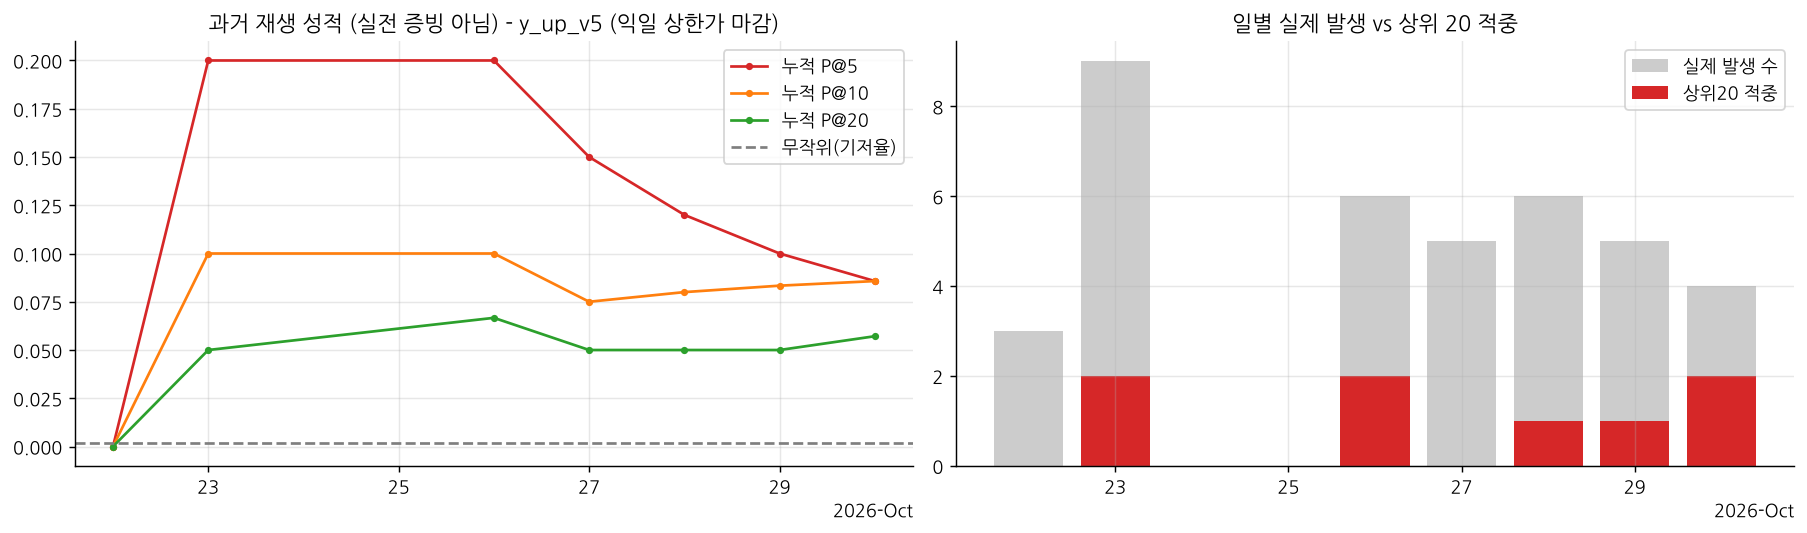 과거 재생 성적 (실전 증빙 아님) - y_up_v5 (익일 상한가 마감)
0.200
0.175
0.150
0.125
0.100
0.075
0.050
0.025
0.000
누적 P@5
누적 P@10
누적 P@20
무작위(기저율)
23
25
27
29
2026-Oct
일별 실제 발생 vs 상위 20 적중
8
6
4
2
0
실제 발생 수
상위20 적중
23
25
27
29
2026-Oct